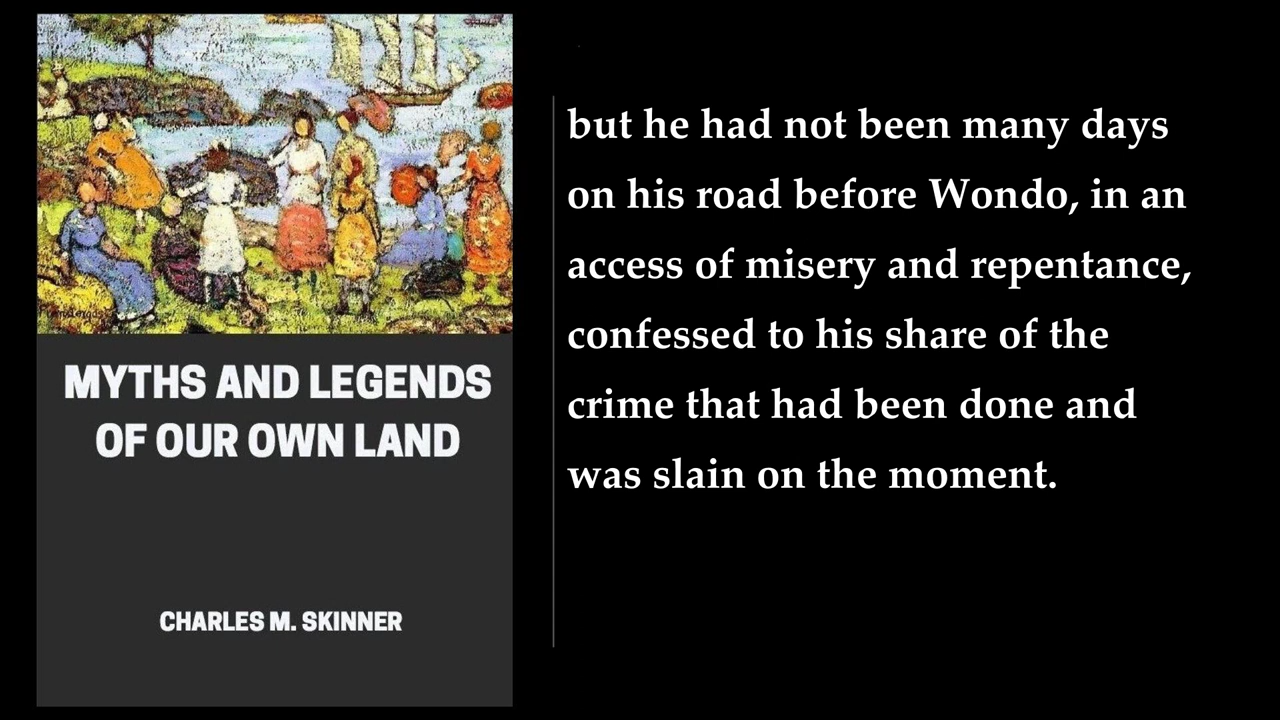 MYTHS AND LEGENDS
OF OUR OWN LAND
CHARLES M. SKINNER
but he had not been many days
on his road before Wondo, in an
access of misery and repentance,
confessed to his share of the
crime that had been done and
was slain on the moment.